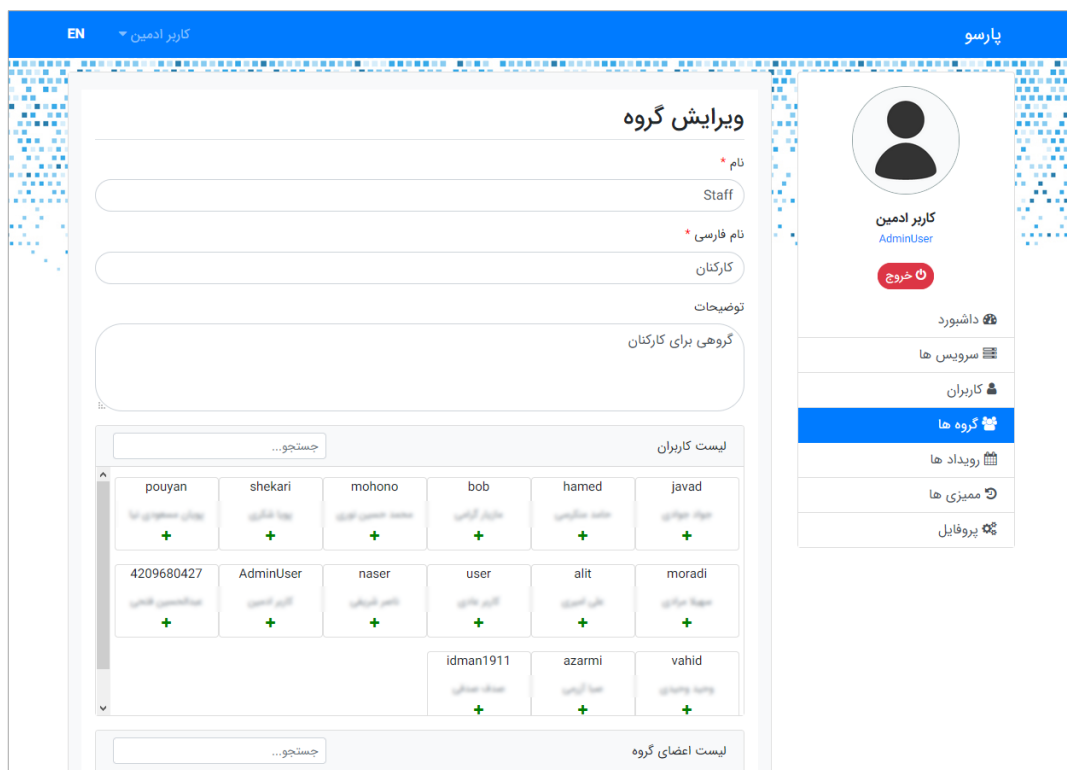 پارسو
کاربر ادمین
EN
کاربر ادمین
AdminUser
خروج
داشبورد
سرویس ها
کاربران
گروه ها
رویداد ها
ممیزی ها
پروفایل
ویرایش گروه
نام *
Staff
نام فارسی *
کارکنان
توضیحات
گروهی برای کارکنان
لیست کاربران
جستجو...
javad hamed bob mohono shekari pouyan
moradi alit user naser AdminUser 4209680427
vahid azarmi idman1911
لیست اعضای گروه
جستجو...